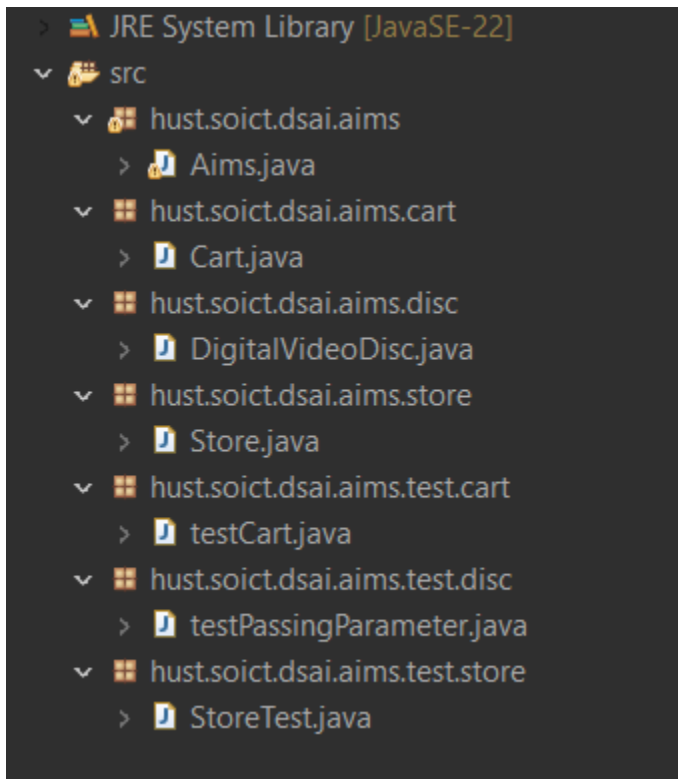 JRE System Library [JavaSE-22]
src
hust.soict.dsai.aims
Aims.java
hust.soict.dsai.aims.cart
Cart.java
hust.soict.dsai.aims.disc
DigitalVideoDisc.java
hust.soict.dsai.aims.store
Store.java
hust.soict.dsai.aims.test.cart
testCart.java
hust.soict.dsai.aims.test.disc
testPassingParameter.java
hust.soict.dsai.aims.test.store
StoreTest.java